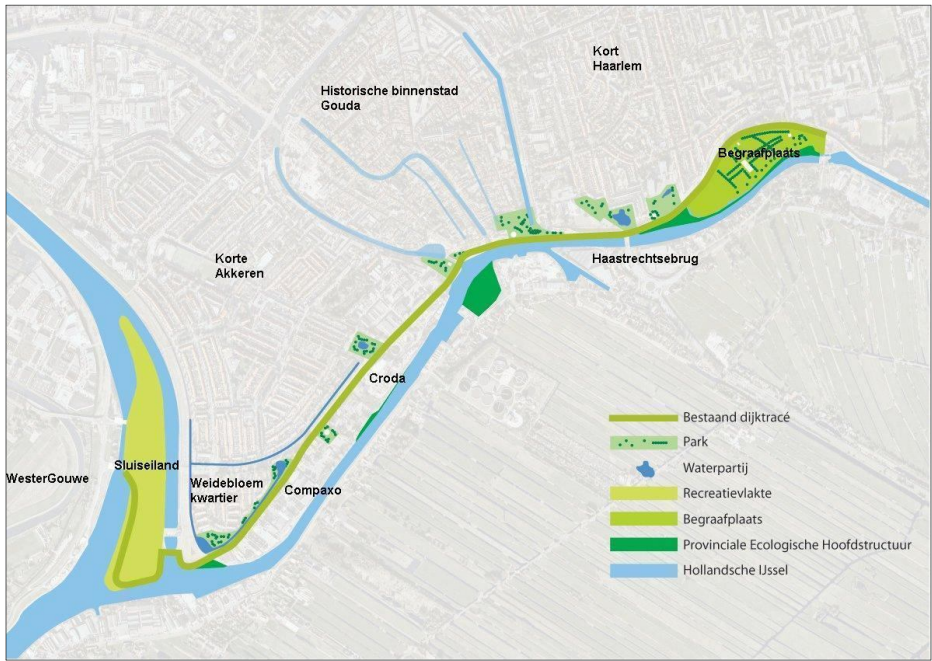 Kort
Haarlem
Historische binnenstad
Gouda
Begraafplaats
Korte
Akkeren
Haastrechtsebrug
Croda
Sluiseiland
WesterGouwe
Weidebloem
kwartier
Compaxo
Bestaand dijktracé
Park
Waterpartij
Recreatievlakte
Begraafplaats
Provinciale Ecologische Hoofdstructuur
Hollandsche IJssel